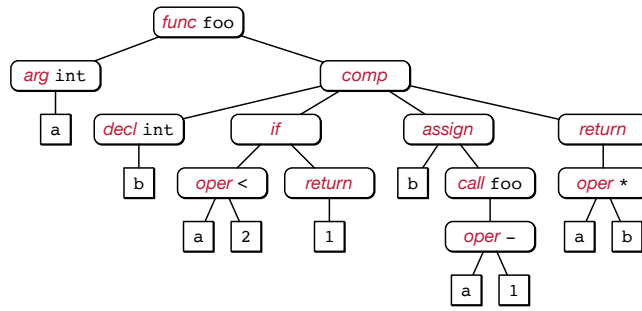 func foo
arg int
comp
a
decl int
if
assign
return
b
oper <
return
b
call foo
oper *
a
2
1
oper –
a
b
a
1